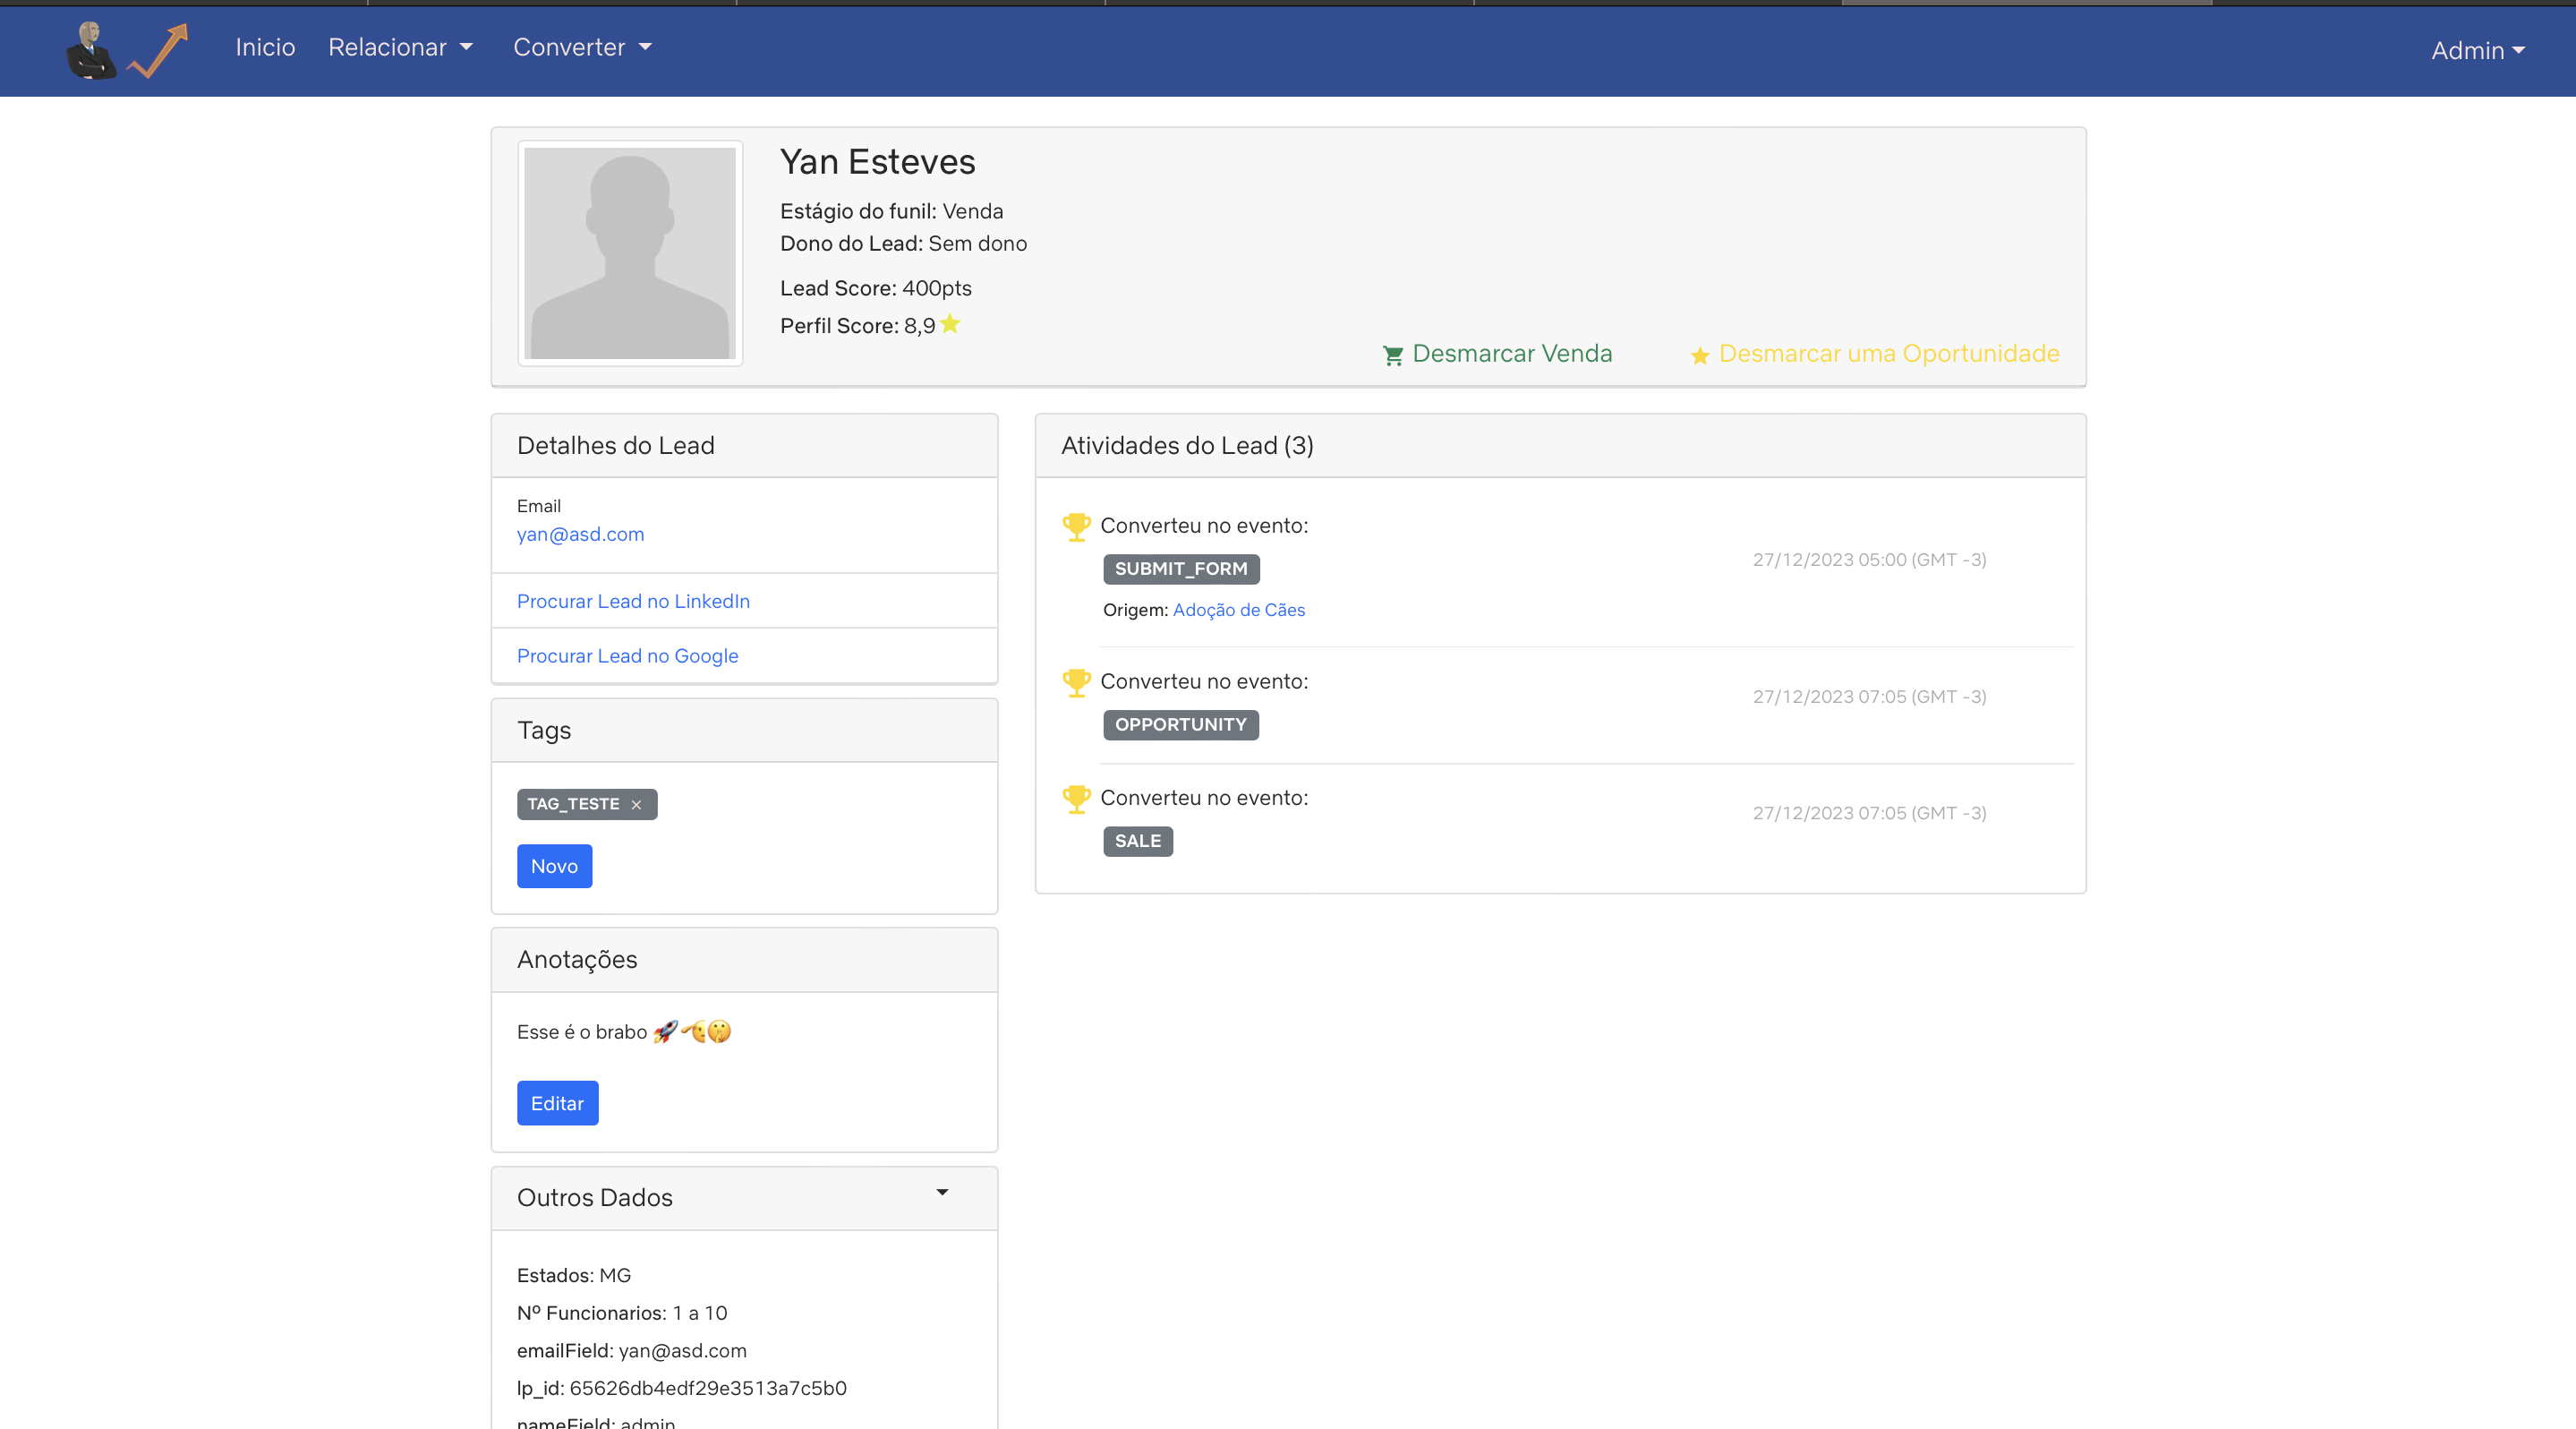 Inicio Relacionar Converter Admin
Yan Esteves
Estágio do funil: Venda
Dono do Lead: Sem dono
Lead Score: 400pts
Perfil Score: 8,9
Desmarcar Venda Desmarcar uma Oportunidade
Detalhes do Lead
Email
yan@asd.com
Procurar Lead no LinkedIn
Procurar Lead no Google
Tags
TAG_TESTE ×
Novo
Anotações
Esse é o brabo 🚀🫡🤫
Editar
Outros Dados
Estados: MG
Nº Funcionarios: 1 a 10
emailField: yan@asd.com
lp_id: 65626db4edf29e3513a7c5b0
nameField: admin
Atividades do Lead (3)
Converteu no evento:
SUBMIT_FORM
27/12/2023 05:00 (GMT -3)
Origem: Adoção de Cães
Converteu no evento:
27/12/2023 07:05 (GMT -3)
OPPORTUNITY
Converteu no evento:
27/12/2023 07:05 (GMT -3)
SALE